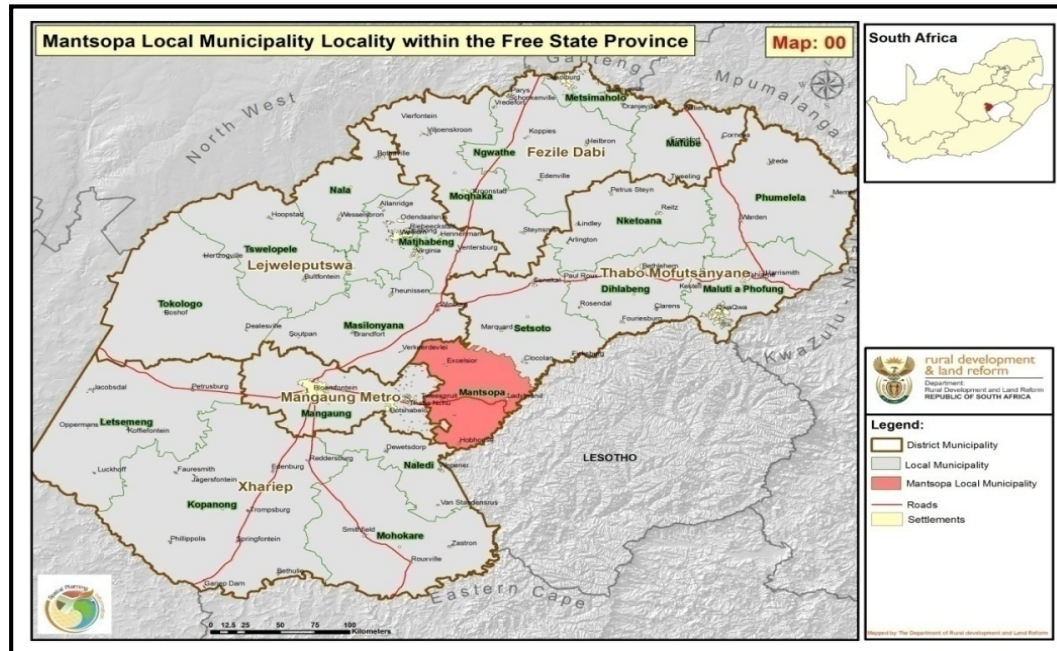 Mantsopa Local Municipality Locality within the Free State Province
Map: 00
South Africa
Gauteng
Mpumalanga
North West
KwaZulu
Eastern Cape
LESOTHO
Parys
Vredefort
Metsimaholo
Oranjeville
Vierfontein
Viljoenskroon
Koppies
Heilbron
Ngwathe
Fezile Dabi
Mafube
Frankfort
Cornelia
Vrede
Tweeling
Edenville
Nala
Moqhaka
Kroonstad
Petrus Steyn
Phumelela
Hoopstad
Wesselsbron
Allanridge
Odendaalsrus
Hennenman
Matjhabeng
Virginia
Ventersburg
Steynsrus
Lindley
Nketoana
Reitz
Warden
Arlington
Tswelopele
Hertzogville
Lejweleputswa
Bultfontein
Theunissen
Senekal
Paul Roux
Bethlehem
Thabo Mofutsanyane
Harrismith
Dihlabeng
Kestell
Maluti a Phofung
Tokologo
Boshof
Rosendal
Clarens
Fouriesburg
Dealesville
Masilonyana
Soutpan
Brandfort
Marquard
Setsoto
Clocolan
Ficksburg
Verkeerdevlei
Excelsior
Jacobsdal
Petrusburg
Bloemfontein
Mangaung Metro
Mangaung
Botshabelo
Mantsopa
Ladybrand
Letsemeng
Oppermans
Koffiefontein
Hobhouse
Dewetsdorp
Reddersburg
Naledi
Wepener
Luckhoff
Fauresmith
Jagersfontein
Edenburg
Xhariep
Kopanong
Trompsburg
Van Stadensrus
Smithfield
Mohokare
Philippolis
Springfontein
Zastron
Rouxville
Bethulie
Gariep Dam
0 12.5 25 50 75 100
Kilometers
rural development
& land reform
Department:
Rural Development and Land Reform
REPUBLIC OF SOUTH AFRICA
Legend:
District Municipality
Local Municipality
Mantsopa Local Municipality
Roads
Settlements
Mapped by The Department of Rural development and Land Reform